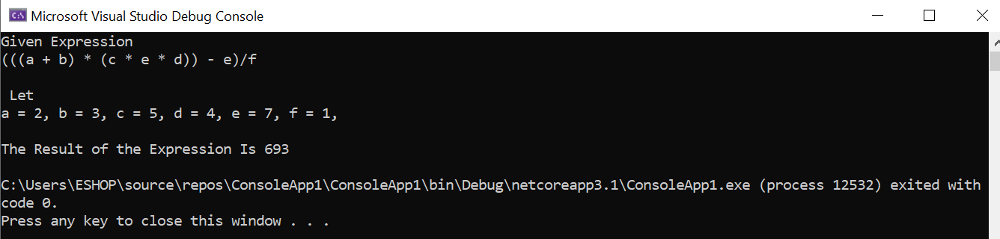 Microsoft Visual Studio Debug Console
Given Expression
(((a + b) * (c * e * d)) - e)/f
Let
a = 2, b = 3, c = 5, d = 4, e = 7, f = 1,
The Result of the Expression Is 693
C:\Users\ESHOP\source\repos\ConsoleApp1\ConsoleApp1\bin\Debug\netcoreapp3.1\ConsoleApp1.exe (process 12532) exited with
code 0.
Press any key to close this window . . .